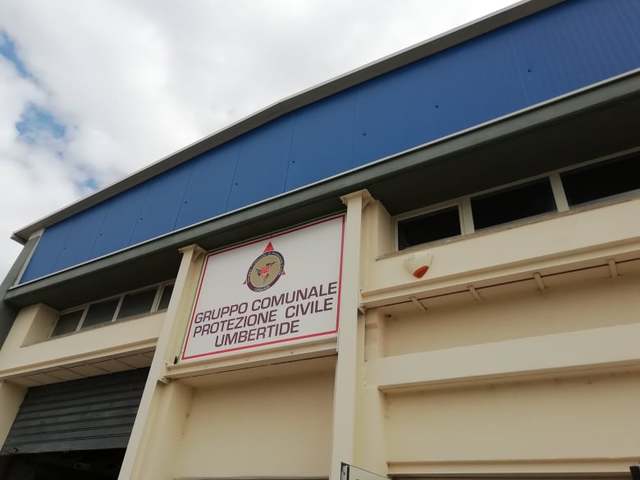 GRUPPO COMUNALE
PROTEZIONE CIVILE
UMBERTIDE